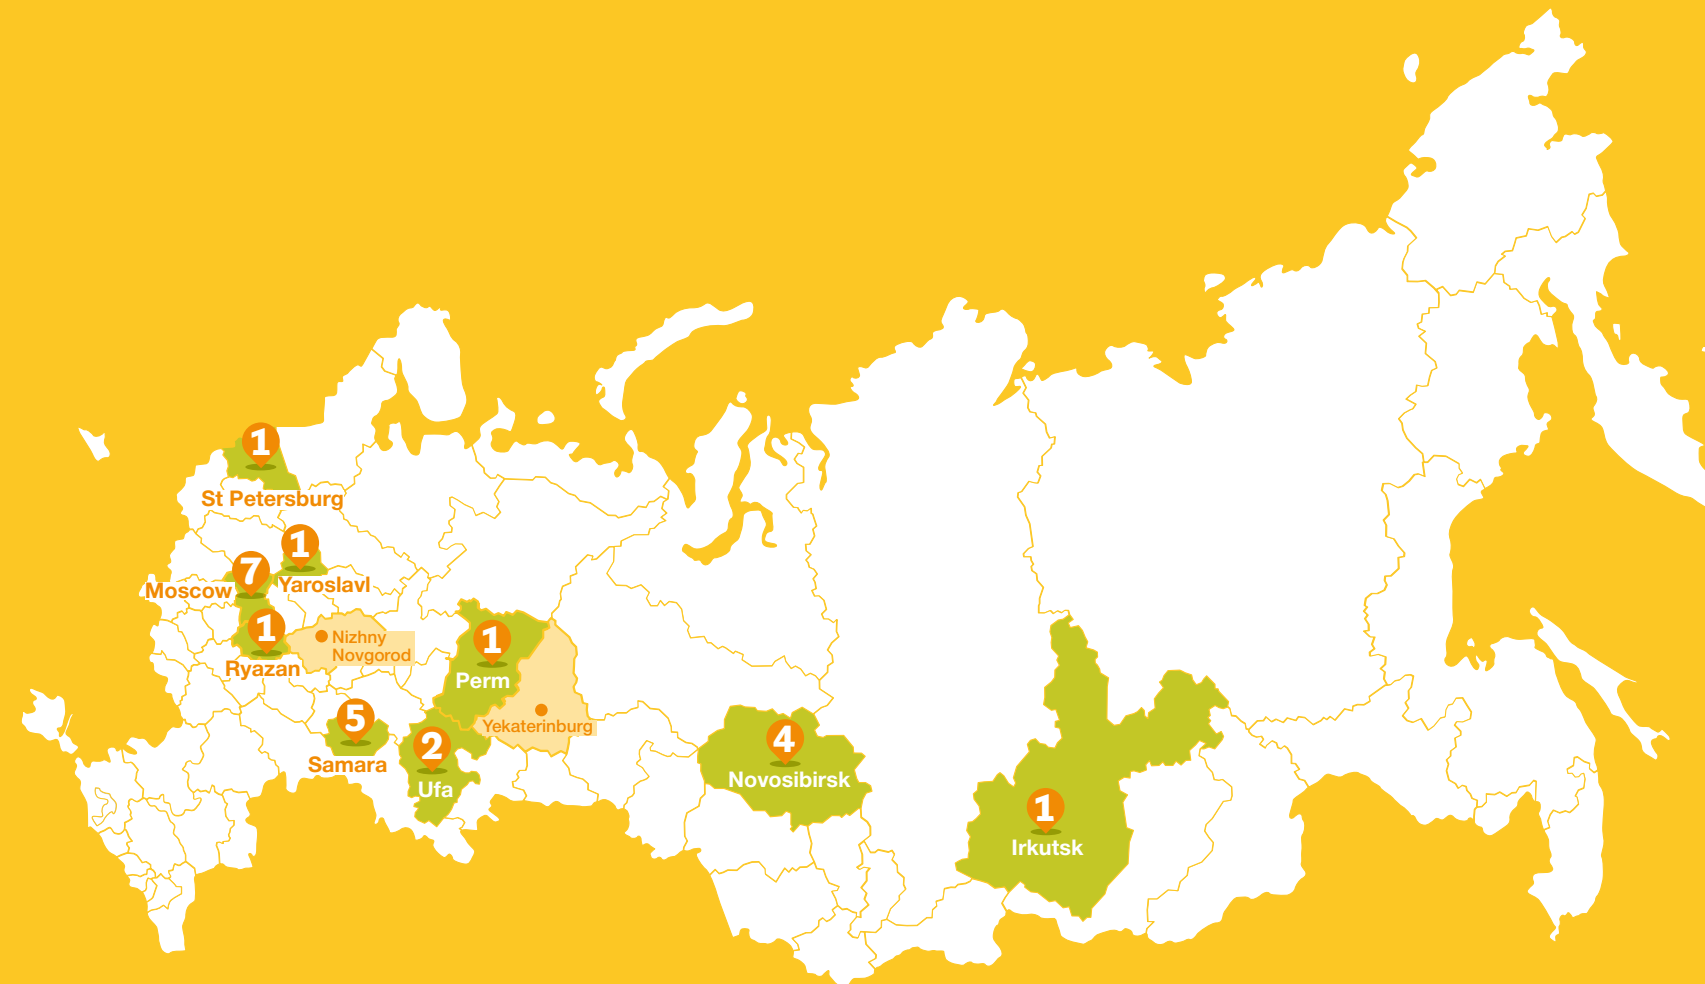 1
St Petersburg
1
Yaroslavl
7
Moscow
1
Ryazan
Nizhny
Novgorod
1
Perm
Yekaterinburg
5
Samara
2
Ufa
4
Novosibirsk
1
Irkutsk